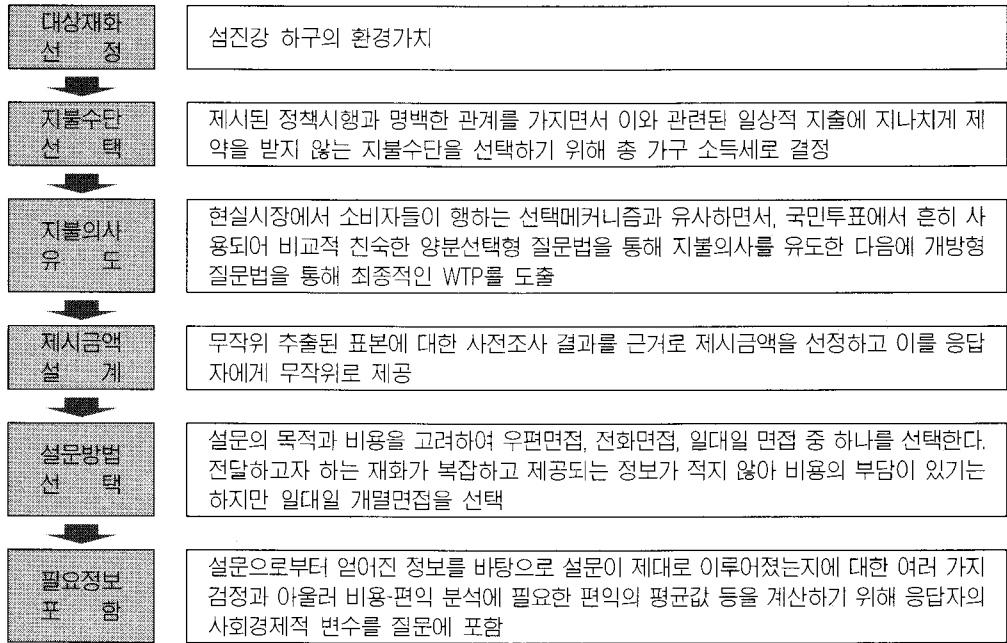 대상재화
선 정
섬진강 하구의 환경가치
지불수단
선 택
제시된 정책시행과 명백한 관계를 가지면서 이와 관련된 일상적 지출에 지나치게 제
약을 받지 않는 지불수단을 선택하기 위해 총 가구 소득세로 결정
지불의사
유 도
현실시장에서 소비자들이 행하는 선택메커니즘과 유사하면서, 국민투표에서 흔히 사
용되어 비교적 친숙한 양분선택형 질문법을 통해 지불의사를 유도한 다음에 개방형
질문법을 통해 최종적인 WTP를 도출
제시금액
설 계
무작위 추출된 표본에 대한 사전조사 결과를 근거로 제시금액을 선정하고 이를 응답
자에게 무작위로 제공
설문방법
선 택
설문의 목적과 비용을 고려하여 우편면접, 전화면접, 일대일 면접 중 하나를 선택한다.
전달하고자 하는 재화가 복잡하고 제공되는 정보가 적지 않아 비용의 부담이 있기는
하지만 일대일 개별면접을 선택
필요정보
포 함
설문으로부터 얻어진 정보를 바탕으로 설문이 제대로 이루어졌는지에 대한 여러 가지
검정과 아울러 비용-편익 분석에 필요한 편익의 평균값 등을 계산하기 위해 응답자의
사회경제적 변수를 질문에 포함